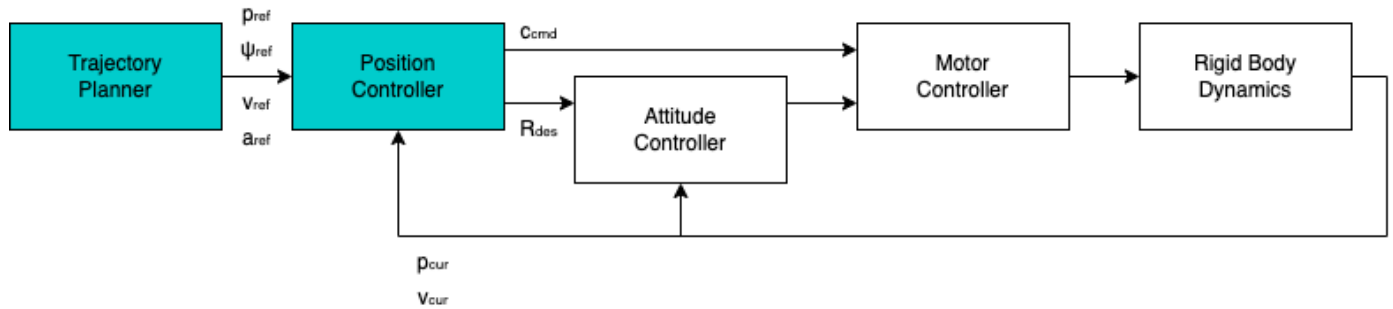 Trajectory
Planner
pref
ψref
vref
aref
Position
Controller
ccmd
Rdes
Attitude
Controller
Motor
Controller
Rigid Body
Dynamics
pcur
vcur